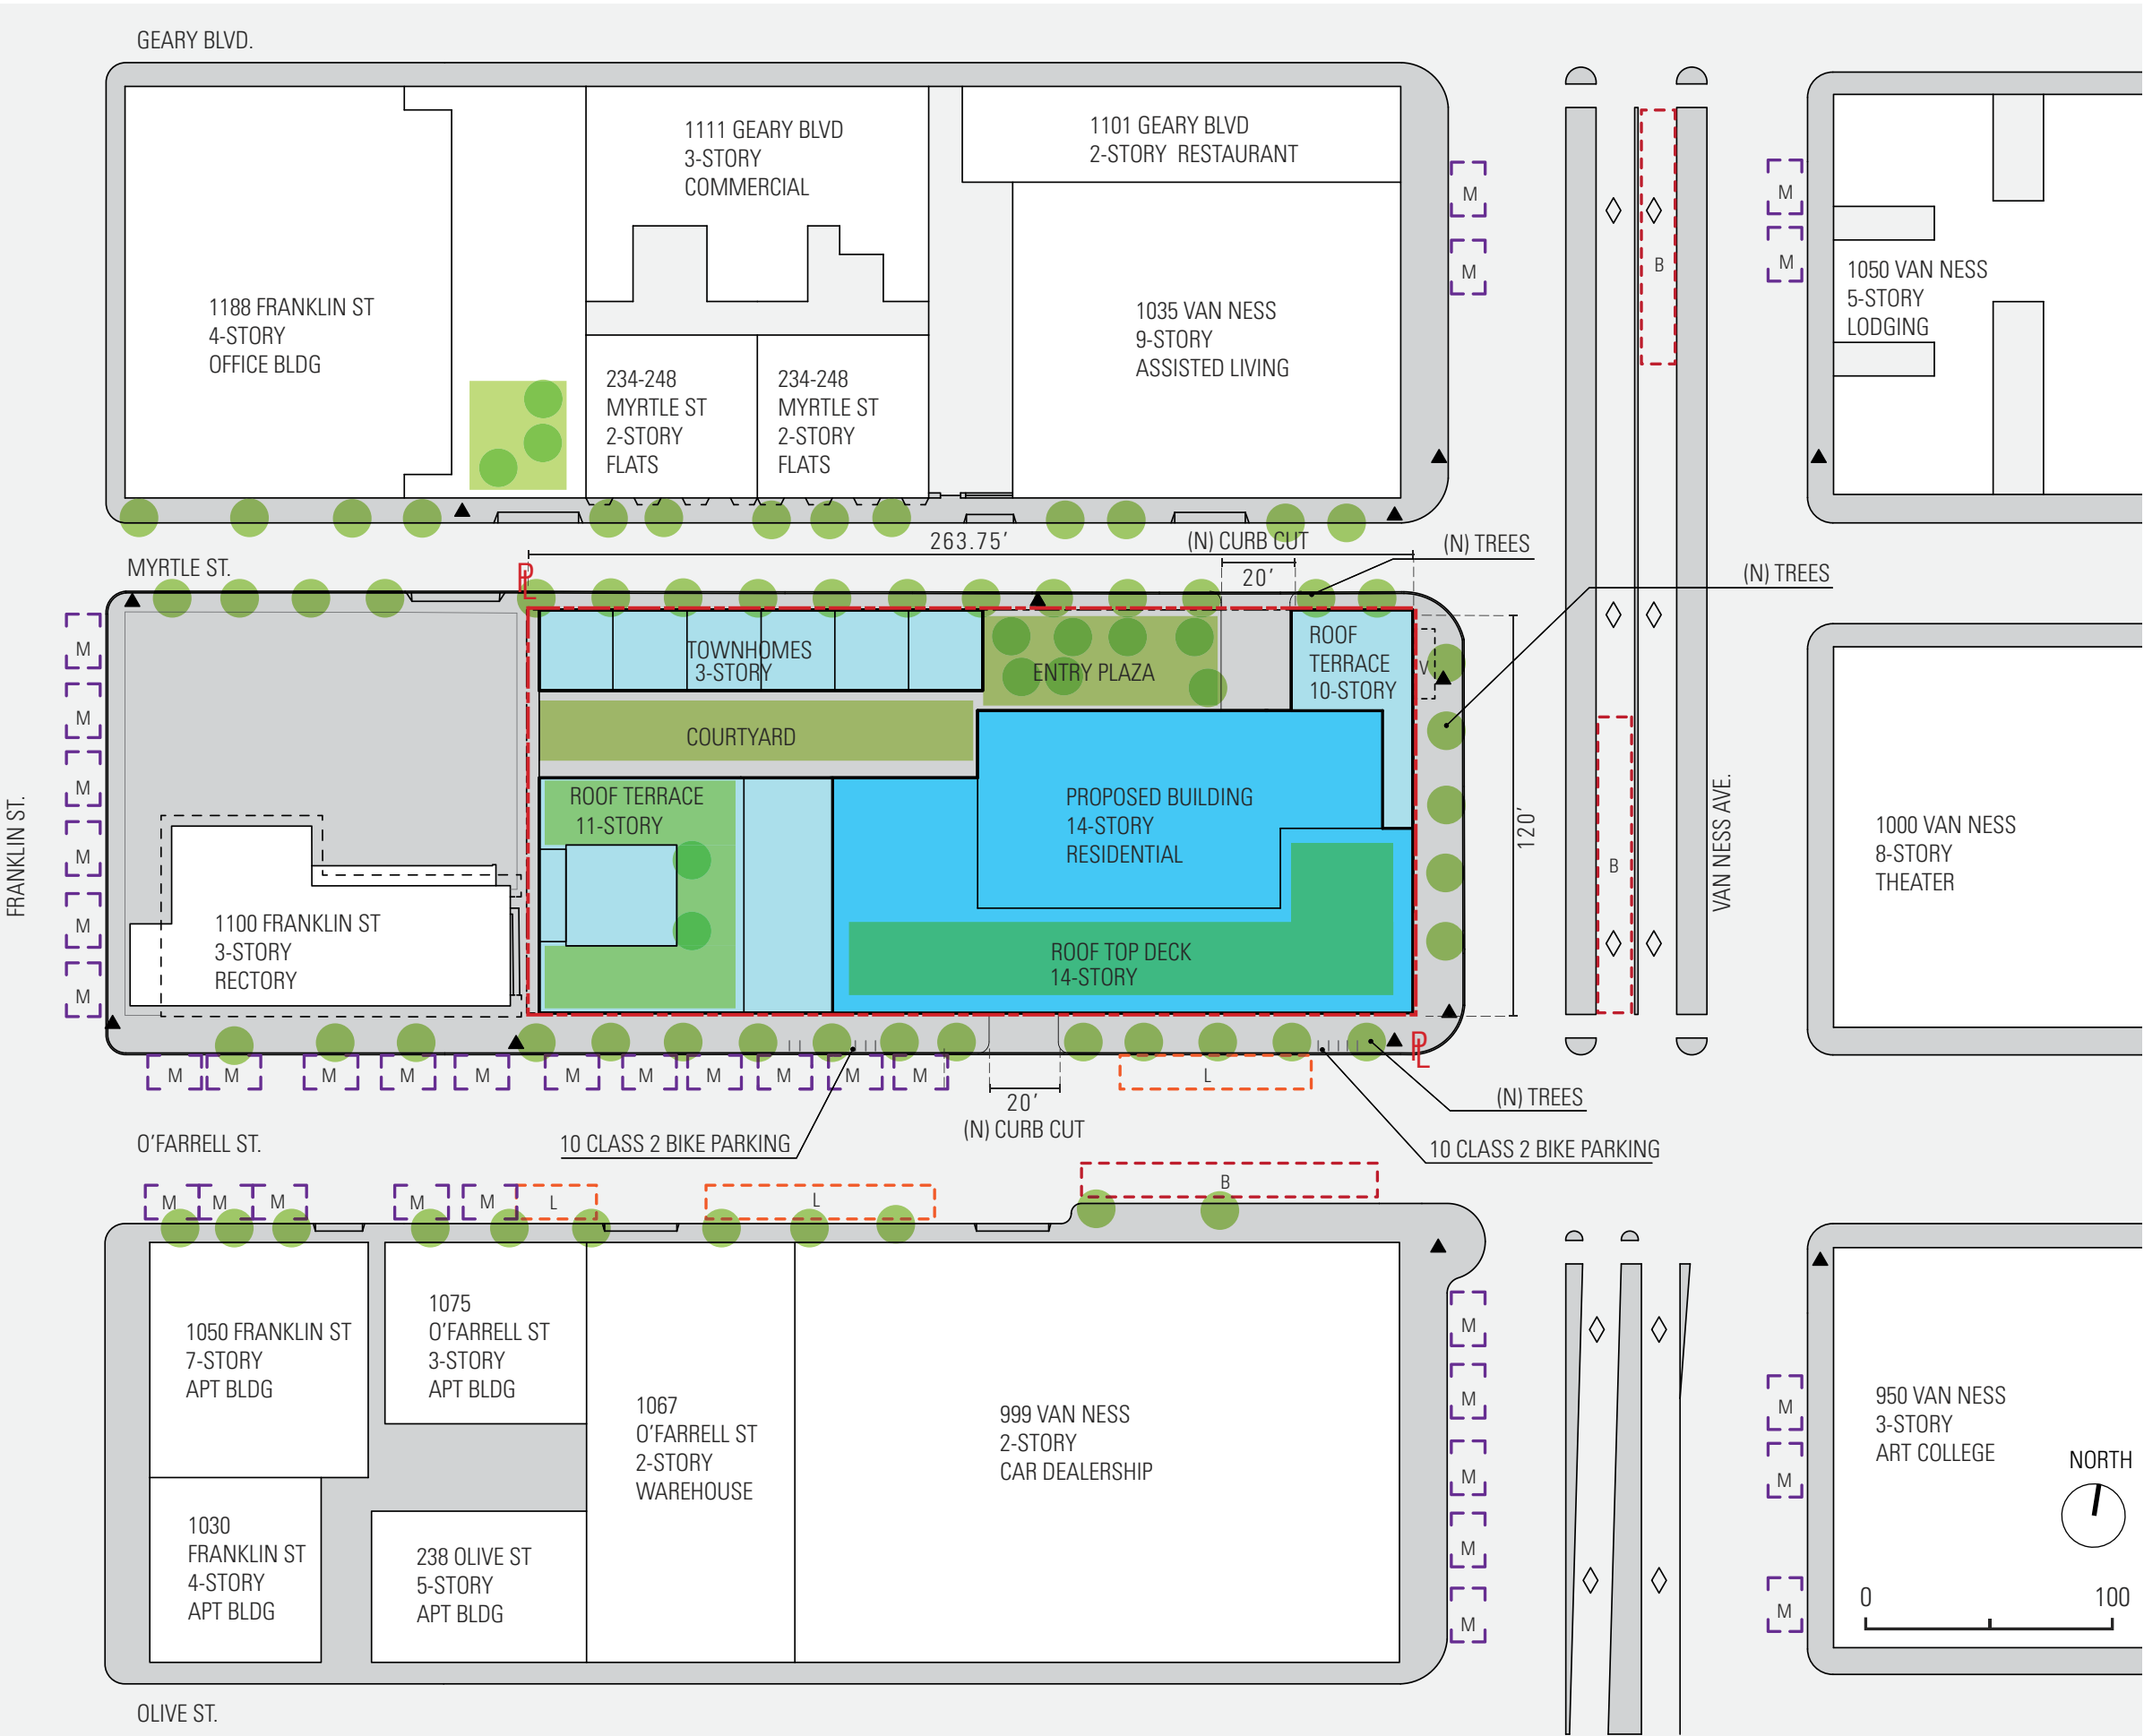 GEARY BLVD.
1188 FRANKLIN ST
4-STORY
OFFICE BLDG
1111 GEARY BLVD
3-STORY
COMMERCIAL
1101 GEARY BLVD
2-STORY RESTAURANT
234-248
MYRTLE ST
2-STORY
FLATS
234-248
MYRTLE ST
2-STORY
FLATS
1035 VAN NESS
9-STORY
ASSISTED LIVING
M
M
B
M
M
1050 VAN NESS
5-STORY
LODGING
263.75'
(N) CURB CUT
20'
(N) TREES
(N) TREES
MYRTLE ST.
PL
FRANKLIN ST.
M
M
M
M
M
M
1100 FRANKLIN ST
3-STORY
RECTORY
TOWNHOMES
3-STORY
ENTRY PLAZA
ROOF
TERRACE
10-STORY
V
COURTYARD
ROOF TERRACE
11-STORY
PROPOSED BUILDING
14-STORY
RESIDENTIAL
ROOF TOP DECK
14-STORY
120'
B
VAN NESS AVE.
1000 VAN NESS
8-STORY
THEATER
PL
M
M
M
M
M
M
M
M
M
M
M
L
20'
(N) CURB CUT
(N) TREES
O'FARRELL ST.
10 CLASS 2 BIKE PARKING
10 CLASS 2 BIKE PARKING
M
M
M
M
M
L
L
B
1050 FRANKLIN ST
7-STORY
APT BLDG
1075
O'FARRELL ST
3-STORY
APT BLDG
1067
O'FARRELL ST
2-STORY
WAREHOUSE
999 VAN NESS
2-STORY
CAR DEALERSHIP
1030
FRANKLIN ST
4-STORY
APT BLDG
238 OLIVE ST
5-STORY
APT BLDG
M
M
M
M
M
M
M
M
950 VAN NESS
3-STORY
ART COLLEGE
NORTH
0 100
OLIVE ST.